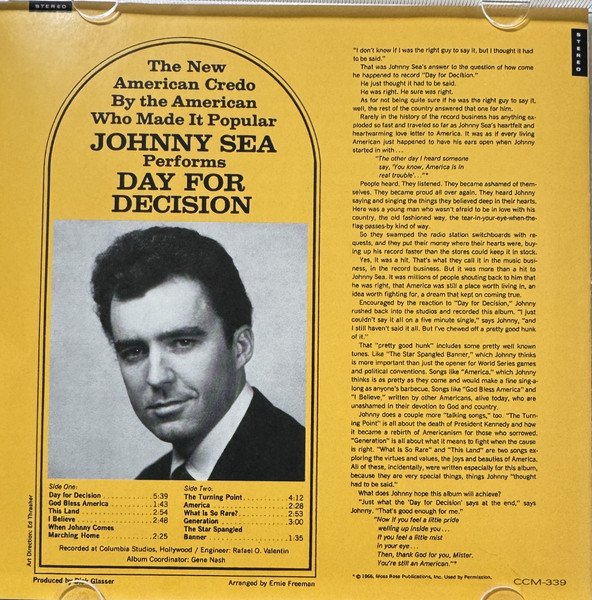 STEREO
STEREO
The New
American Credo
By the American
Who Made It Popular
JOHNNY SEA
Performs
DAY FOR
DECISION
Side One:
Day for Decision . . . . . . . . . . 5:39
God Bless America . . . . . . . . 1:43
This Land . . . . . . . . . . . . . . . 2:54
I Believe . . . . . . . . . . . . . . . . 2:48
When Johnny Comes
Marching Home . . . . . . . . . . 2:25
Side Two:
The Turning Point . . . . . . . . . 4:12
America . . . . . . . . . . . . . . . . 2:28
What Is So Rare? . . . . . . . . . 2:53
Generation . . . . . . . . . . . . . . 3:00
The Star Spangled
Banner . . . . . . . . . . . . . . . . . 1:35
Recorded at Columbia Studios, Hollywood / Engineer: Rafael O. Valentin
Album Coordinator: Gene Nash
Art Direction: Ed Thrasher
Produced by Dick Glasser
Arranged by Ernie Freeman
"I don't know if I was the right guy to say it, but I thought it had
to be said."
That was Johnny Sea's answer to the question of how come
he happened to record "Day for Decision."
He just thought it had to be said.
He was right. He sure was right.
As for not being quite sure if he was the right guy to say it,
well, the rest of the country answered that one for him.
Rarely in the history of the record business has anything ex-
ploded so fast and traveled so far as Johnny Sea's heartfelt and
heartwarming love letter to America. It was as if every living
American just happened to have his ears open when Johnny
started in with . . .
"The other day I heard someone
say, 'You know, America is in
real trouble'. . ."*
People heard. They listened. They became ashamed of them-
selves. They became proud all over again. They heard Johnny
saying and singing the things they believed deep in their hearts.
Here was a young man who wasn't afraid to be in love with his
country, the old fashioned way, the tear-in-your-eye-when-the-
flag-passes-by kind of way.
So they swamped the radio station switchboards with re-
quests, and they put their money where their hearts were, buy-
ing up his record faster than the stores could keep it in stock.
Yes, it was a hit. That's what they call it in the music busi-
ness, in the record business. But it was more than a hit to
Johnny Sea. It was millions of people shouting back to him that
he was right, that America was still a place worth living in, an
idea worth fighting for, a dream that kept on coming true.
Encouraged by the reaction to "Day for Decision," Johnny
rushed back into the studios and recorded this album. "I just
couldn't say it all on a five minute single," says Johnny, "and
I still haven't said it all. But I've chewed off a pretty good hunk
of it."
That "pretty good hunk" includes some pretty well known
tunes. Like "The Star Spangled Banner," which Johnny thinks
is more important than just the opener for World Series games
and political conventions. Songs like "America," which Johnny
thinks is as pretty as they come and would make a fine sing-a-
long as anyone's barbecue. Songs like "God Bless America" and
"I Believe," written by other Americans, alive today, who are
unashamed in their devotion to God and country.
Johnny does a couple more "talking songs," too. "The Turn-
ing Point" is all about the death of President Kennedy and how
it became a rebirth of Americanism for those who sorrowed.
"Generation" is all about what it means to fight when the cause
is right. "What Is So Rare" and "This Land" are two songs ex-
ploring the virtues and values, the joys and beauties of America.
All of these, incidentally, were written especially for this album,
because they are very special things, things Johnny "thought
had to be said."
What does Johnny hope this album will achieve?
"Just what the 'Day for Decision' says at the end," says
Johnny. "That's good enough for me."
"Now if you feel a little pride
welling up inside you . . .
If you feel a little mist
in your eye . . .
Then, thank God for you, Mister.
You're still an American."*
* © 1966, Moss Rose Publications, Inc. Used by Permission.
CCM-339